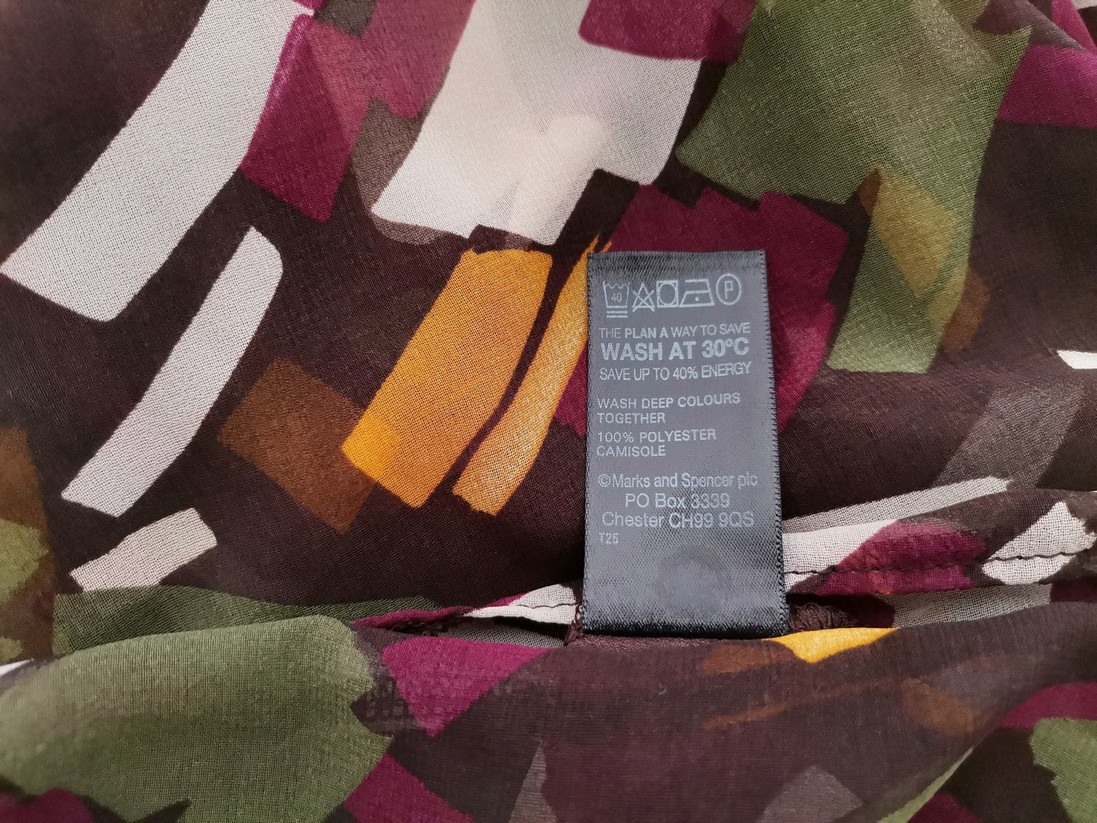 40 P
THE PLAN A WAY TO SAVE
WASH AT 30ºC
SAVE UP TO 40% ENERGY
WASH DEEP COLOURS
TOGETHER
100% POLYESTER
CAMISOLE
©Marks and Spencer plc
PO Box 3339
Chester CH99 9QS
T25